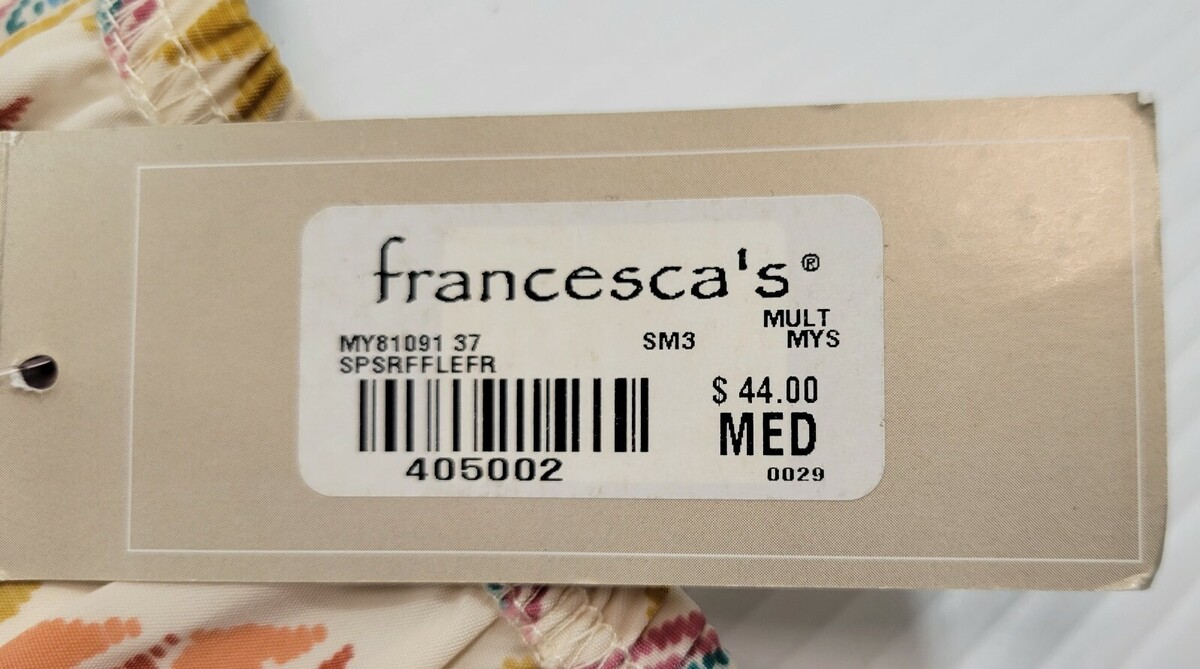 francesca's®
MULT
MY81091 37 SM3 MYS
SPSRFFLEFR
$ 44.00
MED
405002 0029